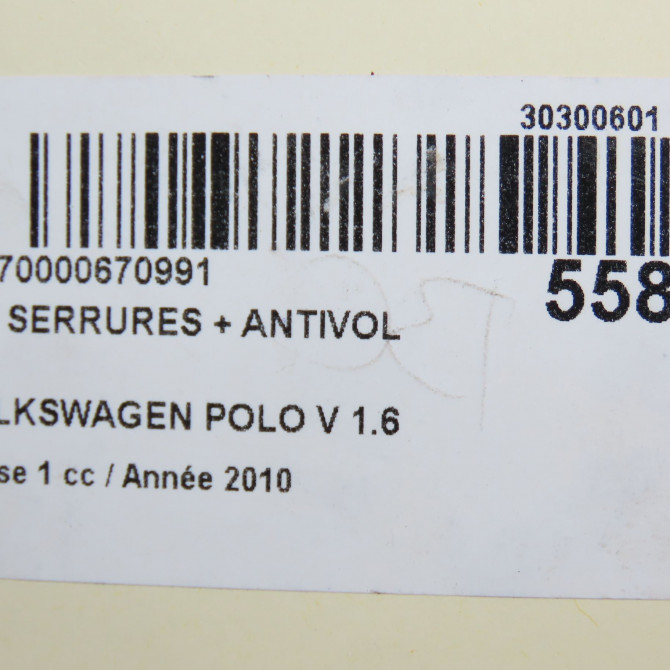 30300601
70000670991
558
SERRURES + ANTIVOL
LKSWAGEN POLO V 1.6
se 1 cc / Année 2010